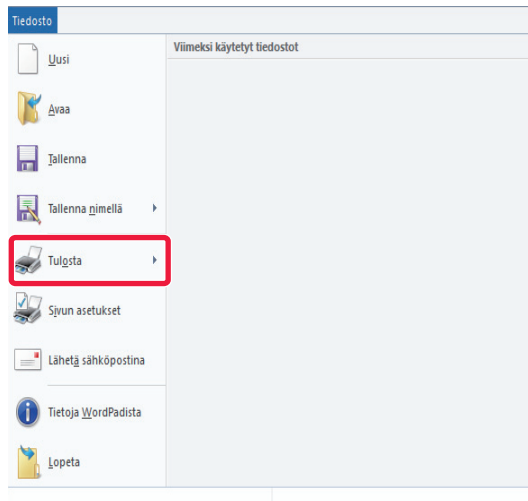 Tiedosto
Viimeksi käytetyt tiedostot
Uusi
Avaa
Tallenna
Tallenna nimellä
Tulosta
Sivun asetukset
Lähetä sähköpostina
Tietoja WordPadista
Lopeta